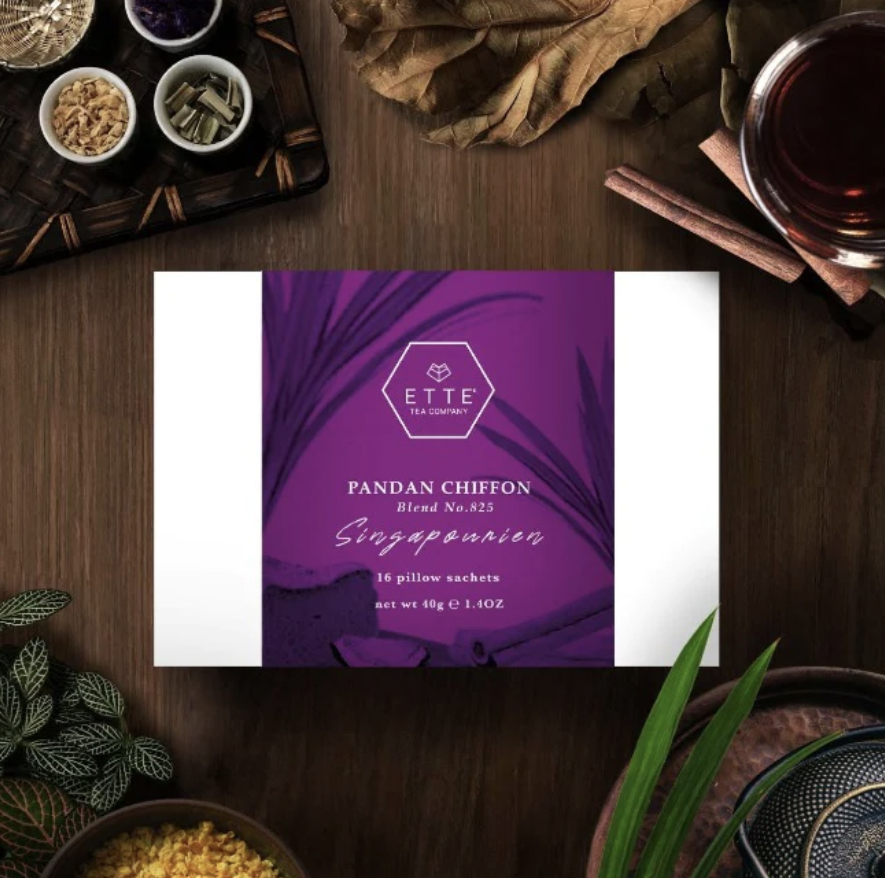 ETTE
TEA COMPANY
PANDAN CHIFFON
Blend No.825
Singapourien
16 pillow sachets
net wt 40g ℮ 1.4OZ